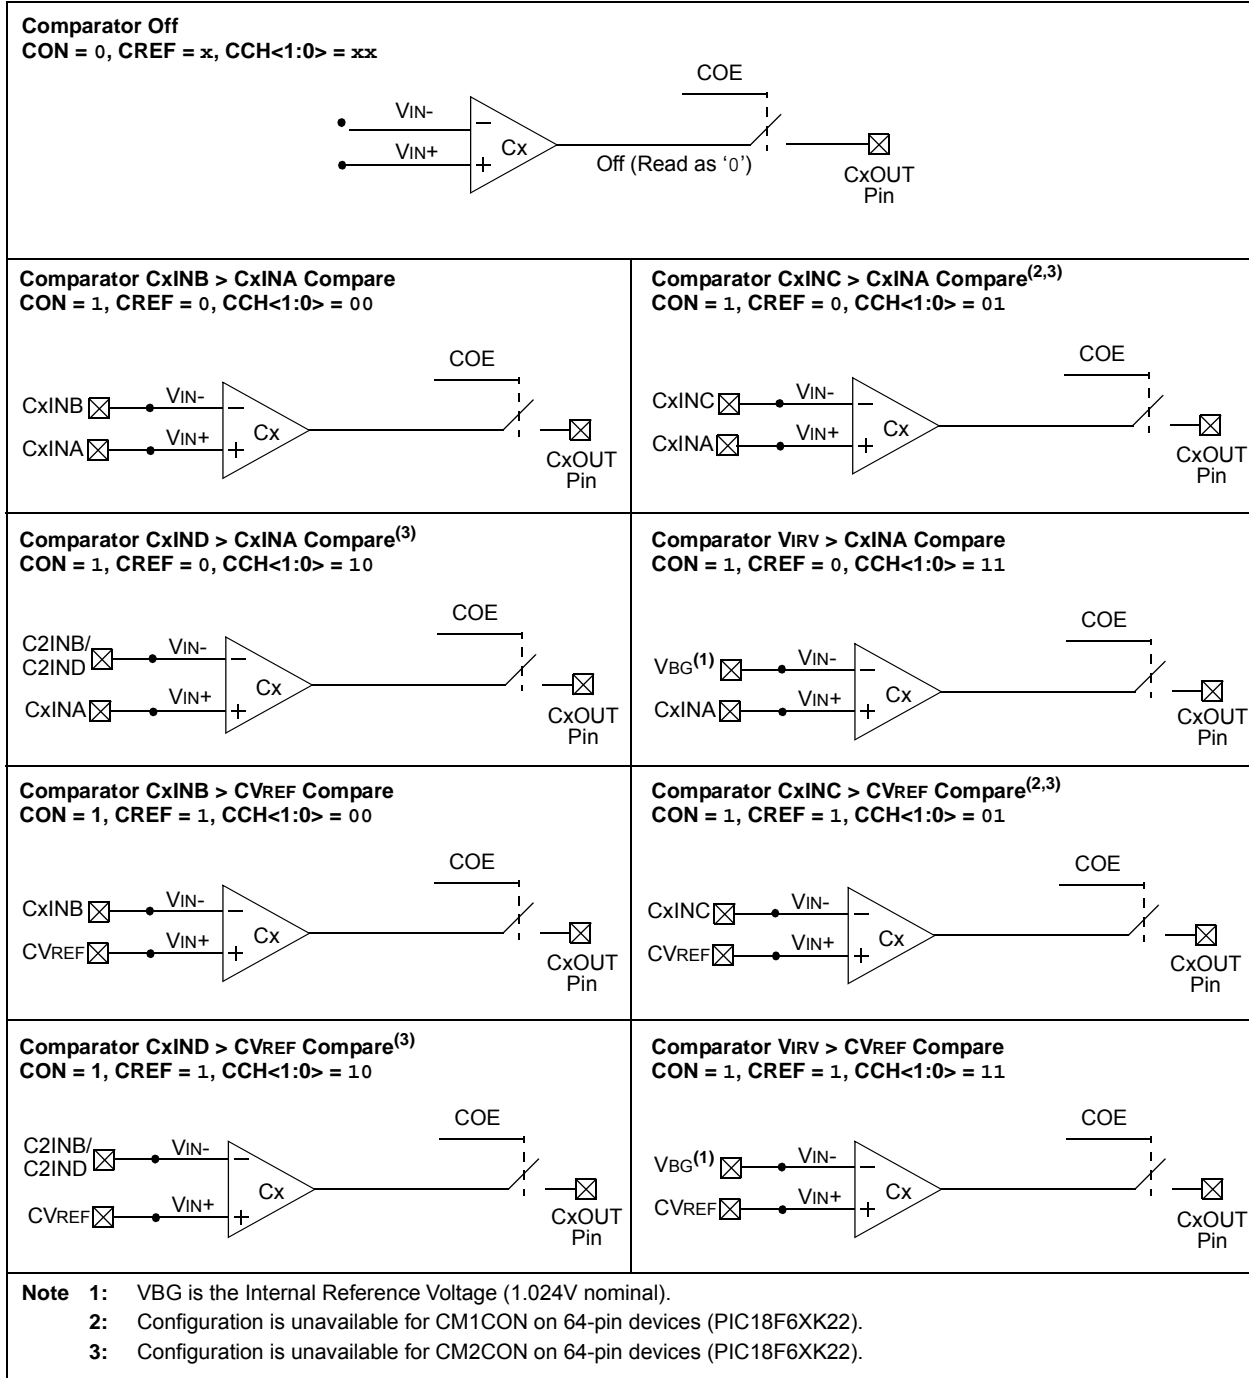 Comparator Off
CON = 0, CREF = x, CCH<1:0> = xx
COE
VIN-
VIN+
Cx
Off (Read as ‘0’)
CxOUT
Pin
Comparator CxINB > CxINA Compare
CON = 1, CREF = 0, CCH<1:0> = 00
COE
CxINB
VIN-
CxINA
VIN+
Cx
CxOUT
Pin
Comparator CxINC > CxINA Compare(2,3)
CON = 1, CREF = 0, CCH<1:0> = 01
COE
CxINC
VIN-
CxINA
VIN+
Cx
CxOUT
Pin
Comparator CxIND > CxINA Compare(3)
CON = 1, CREF = 0, CCH<1:0> = 10
COE
C2INB/
C2IND
VIN-
CxINA
VIN+
Cx
CxOUT
Pin
Comparator VIRV > CxINA Compare
CON = 1, CREF = 0, CCH<1:0> = 11
COE
VBG(1)
VIN-
CxINA
VIN+
Cx
CxOUT
Pin
Comparator CxINB > CVREF Compare
CON = 1, CREF = 1, CCH<1:0> = 00
COE
CxINB
VIN-
CVREF
VIN+
Cx
CxOUT
Pin
Comparator CxINC > CVREF Compare(2,3)
CON = 1, CREF = 1, CCH<1:0> = 01
COE
CxINC
VIN-
CVREF
VIN+
Cx
CxOUT
Pin
Comparator CxIND > CVREF Compare(3)
CON = 1, CREF = 1, CCH<1:0> = 10
COE
C2INB/
C2IND
VIN-
CVREF
VIN+
Cx
CxOUT
Pin
Comparator VIRV > CVREF Compare
CON = 1, CREF = 1, CCH<1:0> = 11
COE
VBG(1)
VIN-
CVREF
VIN+
Cx
CxOUT
Pin
Note 1: VBG is the Internal Reference Voltage (1.024V nominal).
2: Configuration is unavailable for CM1CON on 64-pin devices (PIC18F6XK22).
3: Configuration is unavailable for CM2CON on 64-pin devices (PIC18F6XK22).